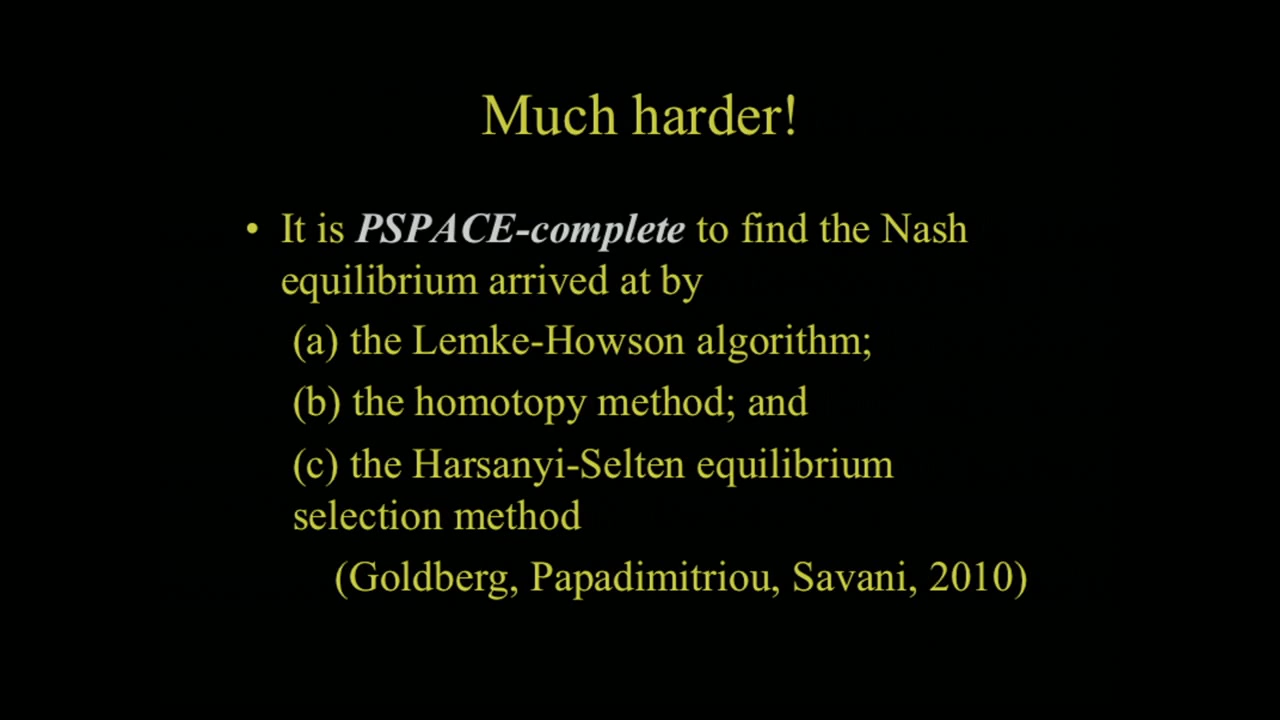 Much harder!
• It is PSPACE-complete to find the Nash
equilibrium arrived at by
(a) the Lemke-Howson algorithm;
(b) the homotopy method; and
(c) the Harsanyi-Selten equilibrium
selection method
(Goldberg, Papadimitriou, Savani, 2010)